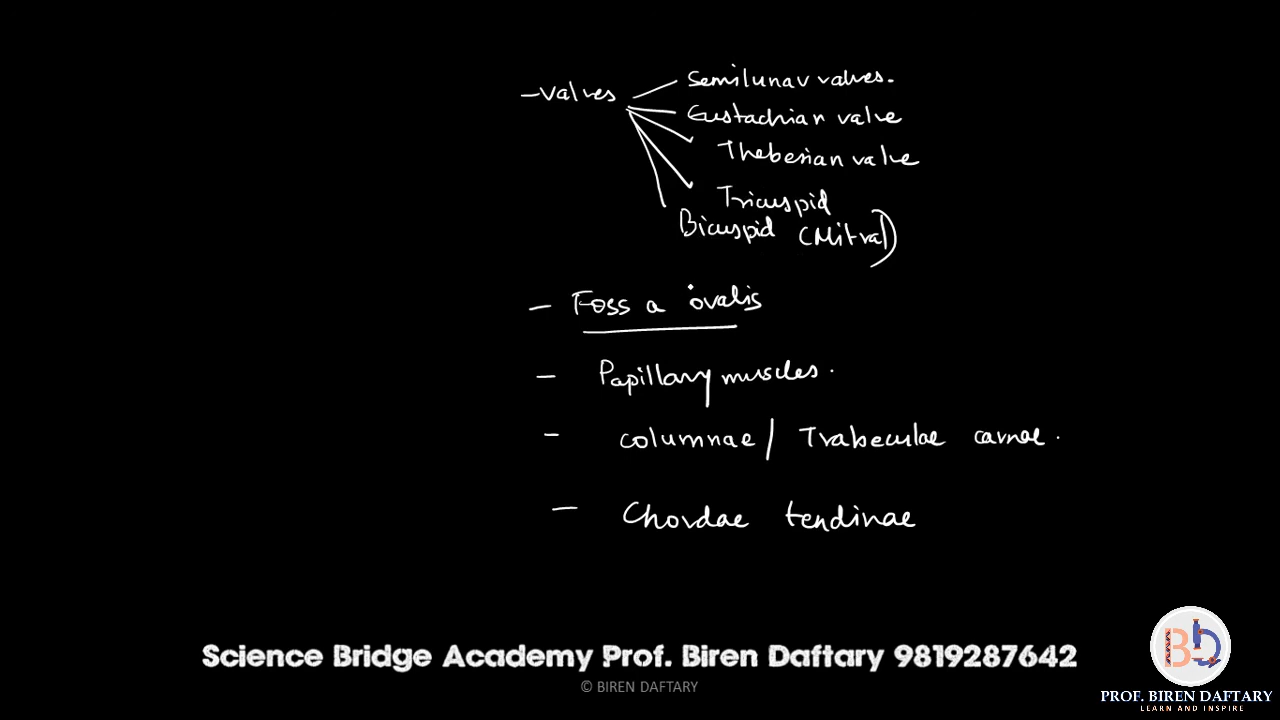 - valves
Semilunar valves.
Eustachian valve
Thebesian valve
Tricuspid
Bicuspid (Mitral)
- Fossa ovalis
- Papillary muscles.
- columnae / Trabeculae carnae.
- Chordae tendinae
Science Bridge Academy Prof. Biren Daftary 9819287642
© BIREN DAFTARY
PROF. BIREN DAFTARY
LEARN AND INSPIRE